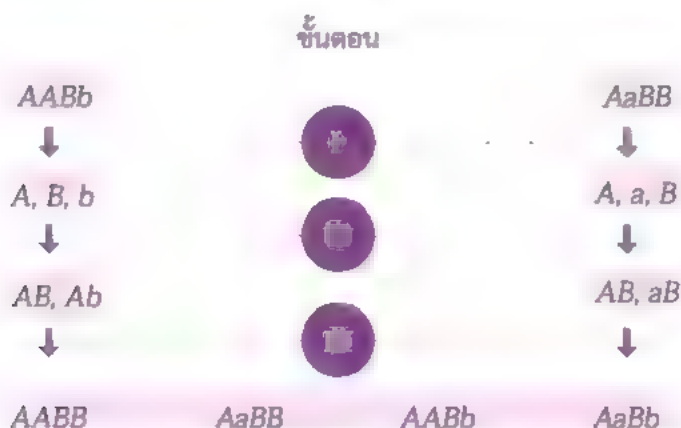 ขั้นตอน
AABb AaBB
A, B, b A, a, B
AB, Ab AB, aB
AABB AaBB AABb AaBb